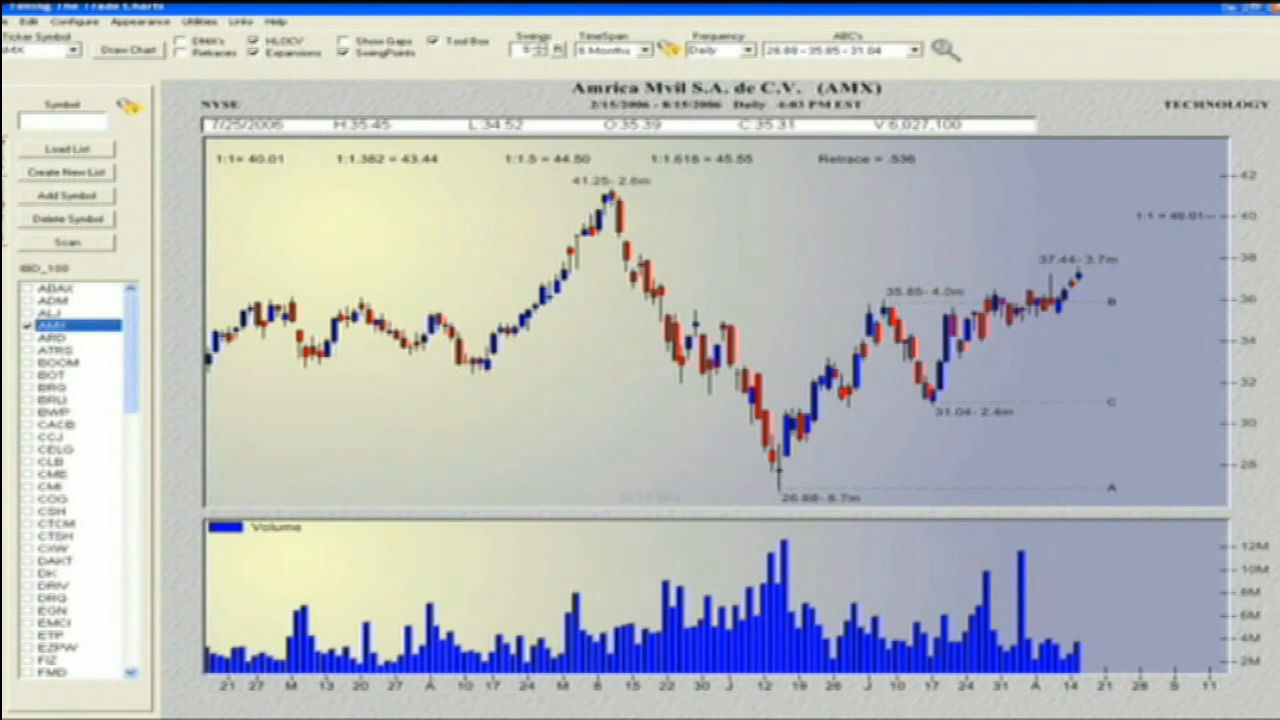 Timing The Trade Charts
Edit Configure Appearance Utilities Links Help
Ticker Symbol
AMX
Draw Chart
DMA's
Retraces
HLOCV
Expansions
Show Gaps
SwingPoints
Tool Box
Swings
TimeSpan
6 Months
Frequency
Daily
ABC's
26.88 - 35.85 - 31.04
Amrica Mvil S.A. de C.V. (AMX)
NYSE
2/15/2006 - 8/15/2006 Daily 4:03 PM EST
TECHNOLOGY
7/25/2006 H:35.45 L:34.52 O:35.39 C:35.31 V:6,027,100
Symbol
Load List
Create New List
Add Symbol
Delete Symbol
Scan
IBD_100
ABAX
ADM
ALJ
AMX
ARD
ATRS
BOOM
BOT
BRG
BRLI
BWP
CACB
CCJ
CELG
CLB
CME
CMI
COG
CSH
CTCM
CTSH
CXW
DAKT
DK
DRIV
DRQ
EGN
EMCI
ETP
EZPW
FIZ
FMD
1:1= 40.01 1:1.382 = 43.44 1:1.5 = 44.50 1:1.618 = 45.55 Retrace = .536
41.25- 2.6m
42
1:1 = 40.01
40
37.44- 3.7m
38
35.85- 4.0m
B
36
34
32
C
31.04- 2.4m
30
28
A
26.88- 8.7m
Volume
12M
10M
8M
6M
4M
2M
21 27 M 13 20 27 A 10 17 24 M 8 15 22 30 J 12 19 26 J 10 17 24 31 A 14 21 28 S 11